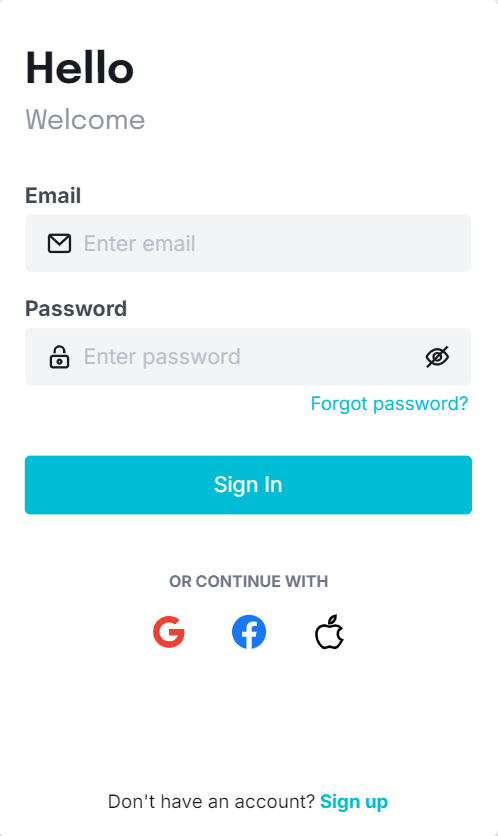 Hello
Welcome
Email
Enter email
Password
Enter password
Forgot password?
Sign In
OR CONTINUE WITH
Don't have an account? Sign up